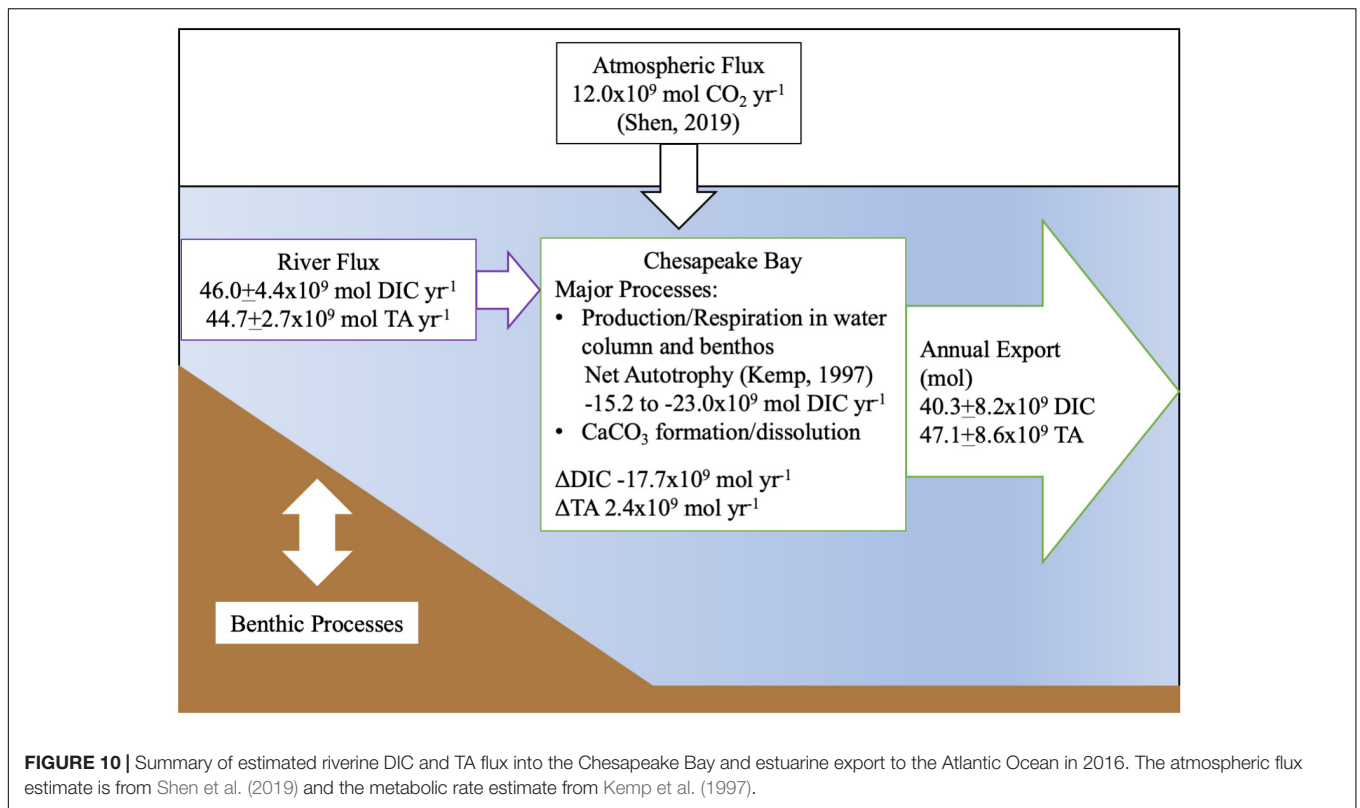 Atmospheric Flux
12.0x10⁹ mol CO₂ yr⁻¹
(Shen, 2019)
River Flux
46.0±4.4x10⁹ mol DIC yr⁻¹
44.7±2.7x10⁹ mol TA yr⁻¹
Chesapeake Bay
Major Processes:
• Production/Respiration in water
column and benthos
Net Autotrophy (Kemp, 1997)
-15.2 to -23.0x10⁹ mol DIC yr⁻¹
• CaCO₃ formation/dissolution
ΔDIC -17.7x10⁹ mol yr⁻¹
ΔTA 2.4x10⁹ mol yr⁻¹
Annual Export
(mol)
40.3±8.2x10⁹ DIC
47.1±8.6x10⁹ TA
Benthic Processes
FIGURE 10 | Summary of estimated riverine DIC and TA flux into the Chesapeake Bay and estuarine export to the Atlantic Ocean in 2016. The atmospheric flux
estimate is from Shen et al. (2019) and the metabolic rate estimate from Kemp et al. (1997).